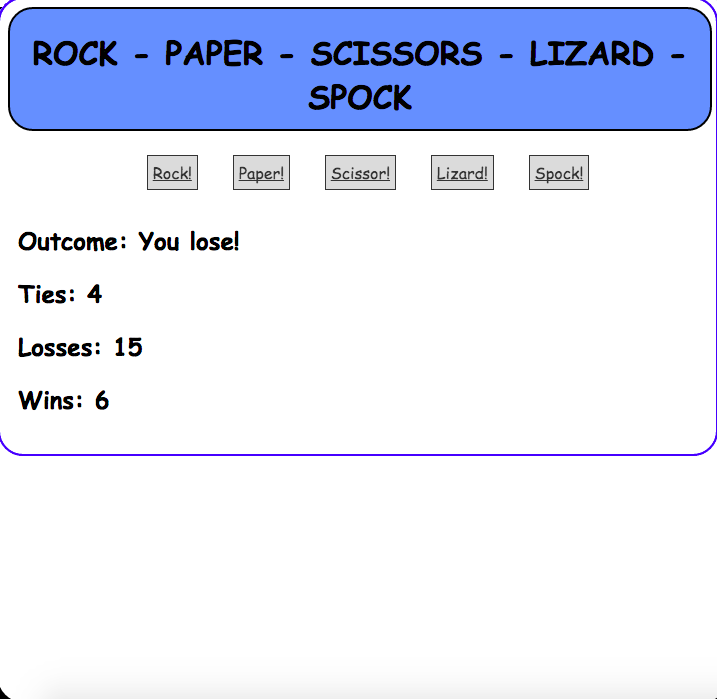 ROCK - PAPER - SCISSORS - LIZARD -
SPOCK
Rock! Paper! Scissor! Lizard! Spock!
Outcome: You lose!
Ties: 4
Losses: 15
Wins: 6